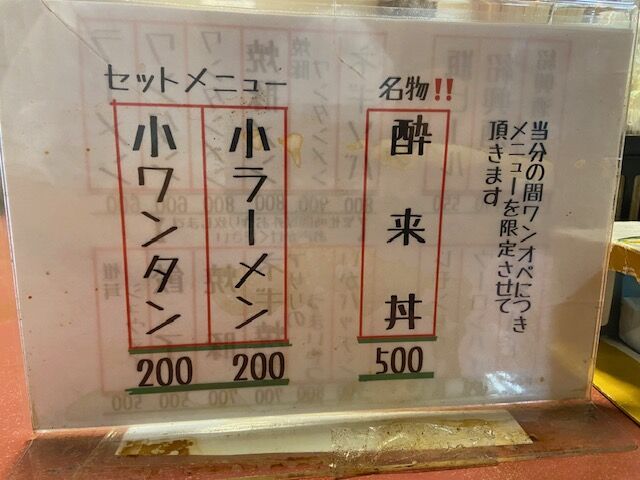 当分の間ワンオペにつき
メニューを限定させて
頂きます
名物!!
酔来丼
500
セットメニュー
小ラーメン
200
小ワンタン
200